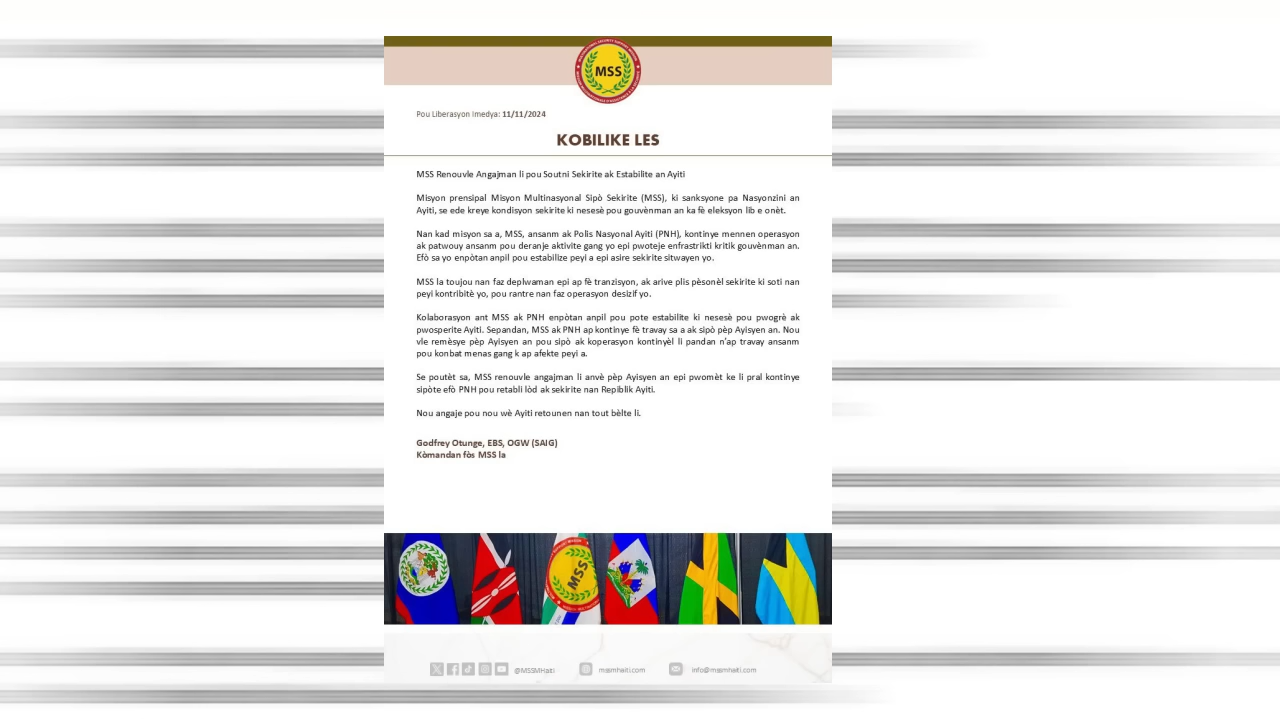 MSS
Pou Liberasyon Imedya: 11/11/2024
KOBILIKE LES
MSS Renouvle Angajman li pou Soutni Sekirite ak Estabilite an Ayiti
Misyon prensipal Misyon Multinasyonal Sipò Sekirite (MSS), ki sanksyone pa Nasyonzini an
Ayiti, se ede kreye kondisyon sekirite ki nesesè pou gouvènman an ka fè eleksyon lib e onèt.
Nan kad misyon sa a, MSS, ansanm ak Polis Nasyonal Ayiti (PNH), kontinye mennen operasyon
ak patwouy ansanm pou deranje aktivite gang yo epi pwoteje enfrastrikti kritik gouvènman an.
Efò sa yo enpòtan anpil pou estabilize peyi a epi asire sekirite sitwayen yo.
MSS la toujou nan faz deplwaman epi ap fè tranzisyon, ak arive plis pèsonèl sekirite ki soti nan
peyi kontribitè yo, pou rantre nan faz operasyon desizif yo.
Kolaborasyon ant MSS ak PNH enpòtan anpil pou pote estabilite ki nesesè pou pwogrè ak
pwosperite Ayiti. Sepandan, MSS ak PNH ap kontinye fè travay sa a ak sipò pèp Ayisyen an. Nou
vle remèsye pèp Ayisyen an pou sipò ak koperasyon kontinyèl li pandan n'ap travay ansanm
pou konbat menas gang k ap afekte peyi a.
Se poutèt sa, MSS renouvle angajman li anvè pèp Ayisyen an epi pwomèt ke li pral kontinye
sipòte efò PNH pou retabli lòd ak sekirite nan Repiblik Ayiti.
Nou angaje pou nou wè Ayiti retounen nan tout bèlte li.
Godfrey Otunge, EBS, OGW (SAIG)
Kòmandan fòs MSS la
MSS
@MSSMHaiti mssmhaiti.com info@mssmhaiti.com